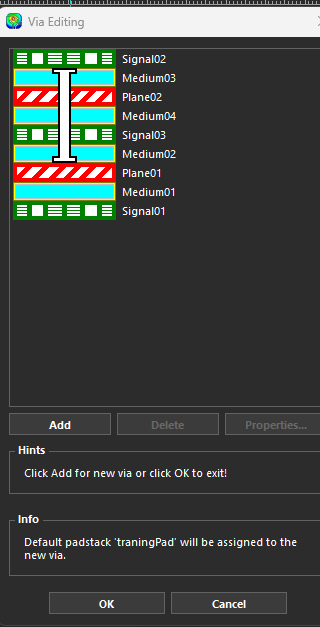 Via Editing
Signal02
Medium03
Plane02
Medium04
Signal03
Medium02
Plane01
Medium01
Signal01
Add
Delete
Properties...
Hints
Click Add for new via or click OK to exit!
Info
Default padstack 'traningPad' will be assigned to the
new via.
OK
Cancel